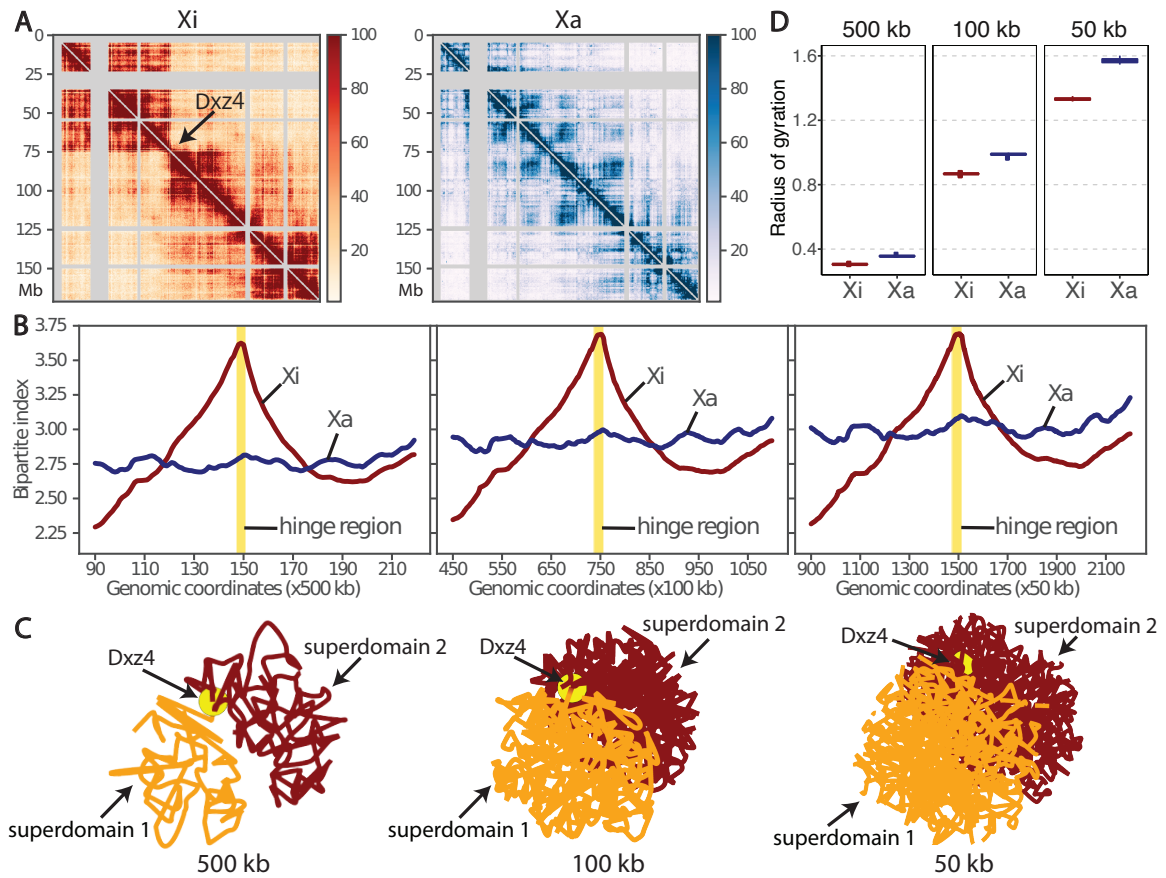 A
Xi
Xa
0
25
50
75
100
125
150
Mb
Dxz4
100
80
60
40
20
0
25
50
75
100
125
150
Mb
100
80
60
40
20
D
500 kb
100 kb
50 kb
Radius of gyration
1.6
1.2
0.8
0.4
Xi
Xa
Xi
Xa
Xi
Xa
B
Bipartite index
3.75
3.50
3.25
3.00
2.75
2.50
2.25
Xi
Xa
hinge region
90
110
130
150
170
190
210
Genomic coordinates (x500 kb)
Xi
Xa
hinge region
450
550
650
750
850
950
1050
Genomic coordinates (x100 kb)
Xi
Xa
hinge region
900
1100
1300
1500
1700
1900
2100
Genomic coordinates (x50 kb)
C
Dxz4
superdomain 2
superdomain 1
500 kb
Dxz4
superdomain 2
superdomain 1
100 kb
Dxz4
superdomain 2
superdomain 1
50 kb